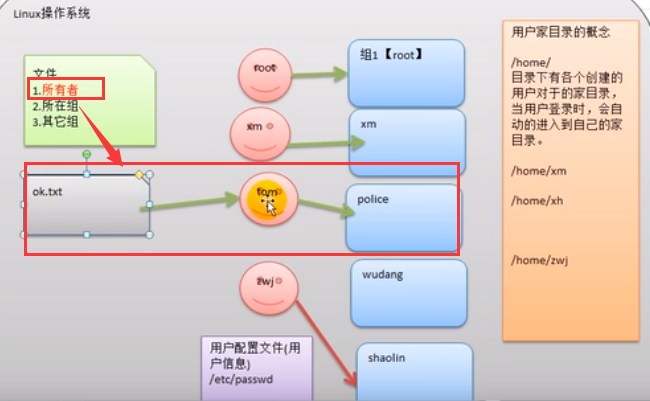 Linux操作系统
文件
1.所有者
2.所在组
3.其它组
ok.txt
root
xm
tom
zwj
组1【root】
xm
police
wudang
shaolin
用户配置文件(用
户信息)
/etc/passwd
用户家目录的概念
/home/
目录下有各个创建的
用户对于的家目录，
当用户登录时，会自
动的进入到自己的家
目录。
/home/xm
/home/xh
/home/zwj